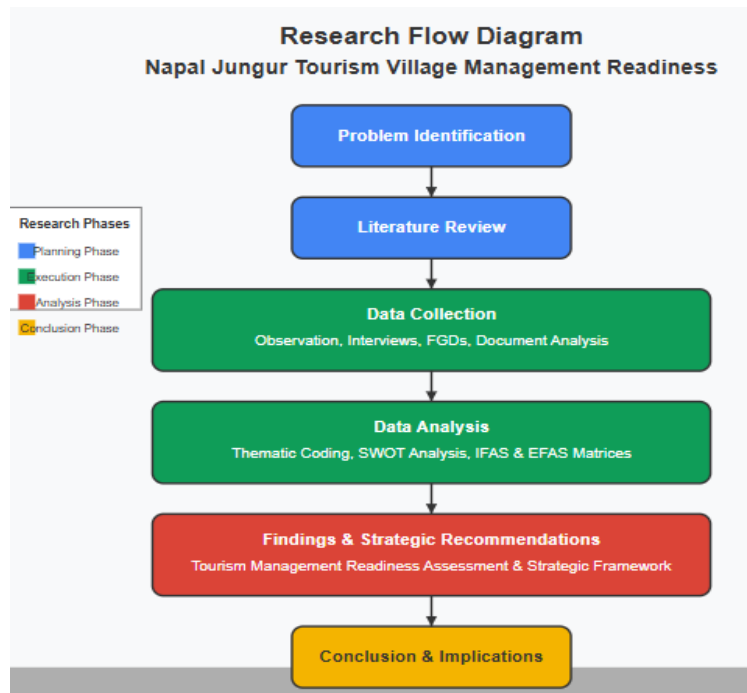 Research Flow Diagram
Napal Jungur Tourism Village Management Readiness
Problem Identification
Literature Review
Research Phases
Planning Phase
Execution Phase
Analysis Phase
Conclusion Phase
Data Collection
Observation, Interviews, FGDs, Document Analysis
Data Analysis
Thematic Coding, SWOT Analysis, IFAS & EFAS Matrices
Findings & Strategic Recommendations
Tourism Management Readiness Assessment & Strategic Framework
Conclusion & Implications